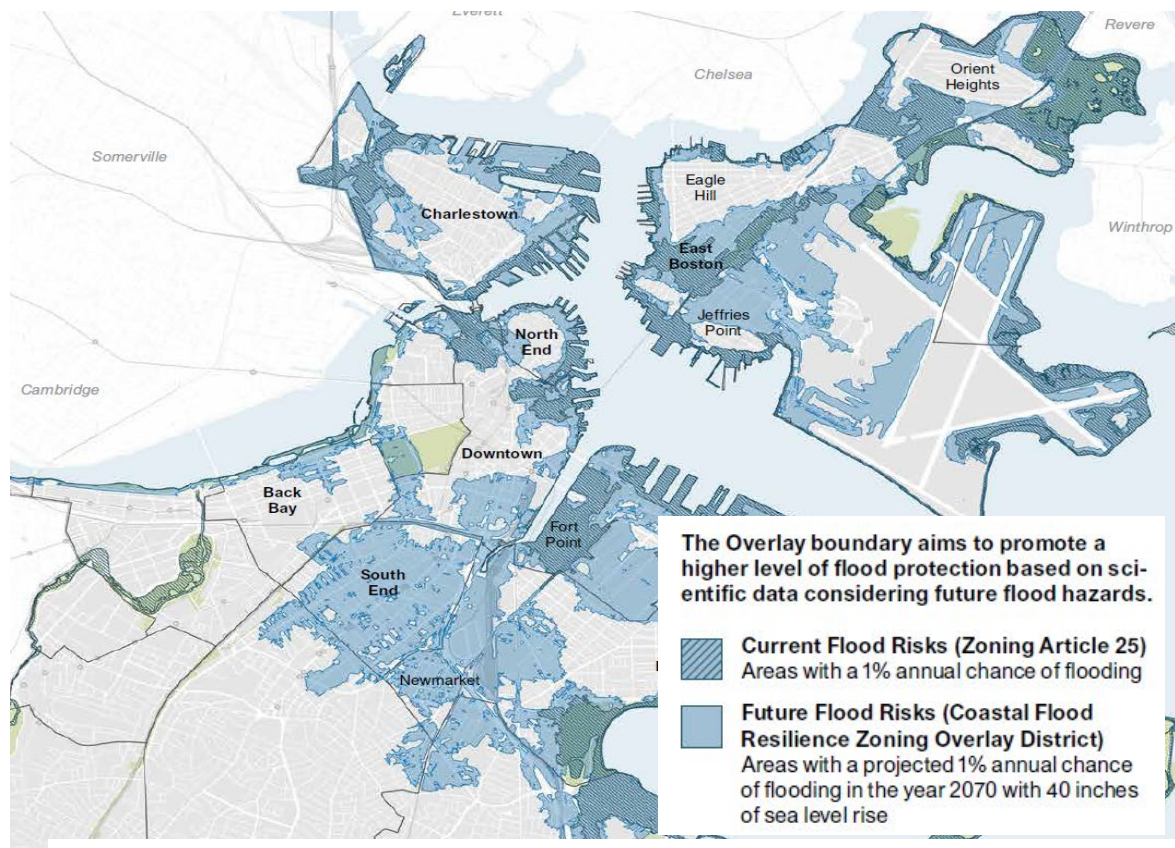 Everett
Revere
Orient
Heights
Chelsea
Somerville
Eagle
Hill
Charlestown
Winthrop
East
Boston
Jeffries
Point
North
End
Cambridge
Downtown
Back
Bay
Fort
Point
South
End
Newmarket
The Overlay boundary aims to promote a
higher level of flood protection based on sci-
entific data considering future flood hazards.
Current Flood Risks (Zoning Article 25)
Areas with a 1% annual chance of flooding
Future Flood Risks (Coastal Flood
Resilience Zoning Overlay District)
Areas with a projected 1% annual chance
of flooding in the year 2070 with 40 inches
of sea level rise